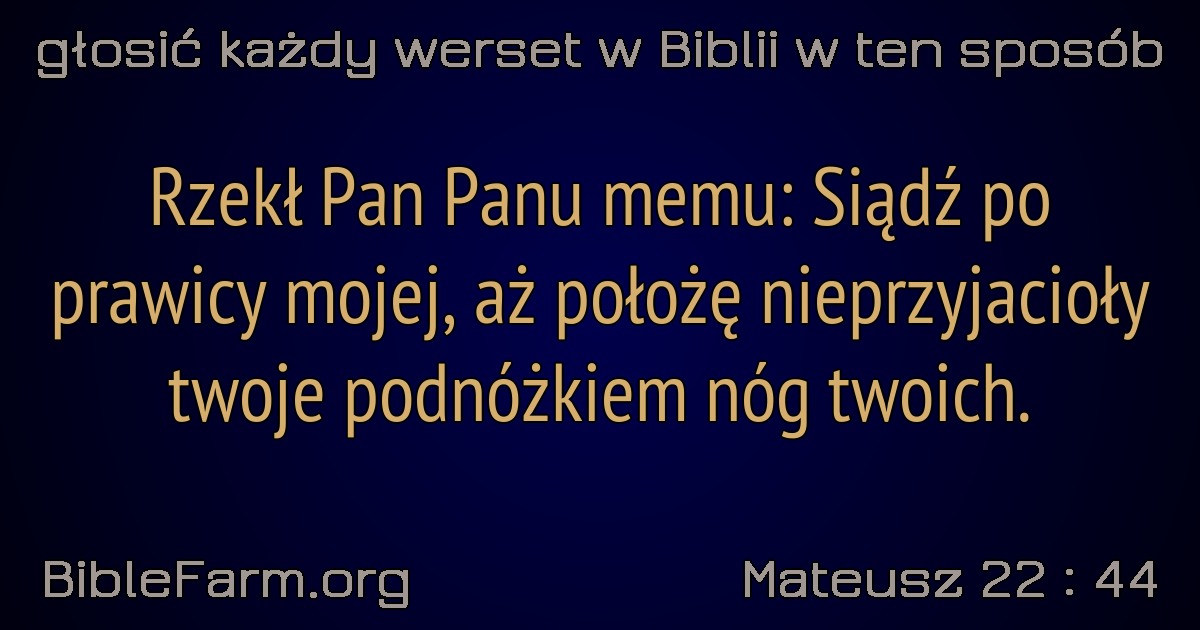 głosić każdy werset w Biblii w ten sposób
Rzekł Pan Panu memu: Siądź po
prawicy mojej, aż położę nieprzyjacioły
twoje podnóżkiem nóg twoich.
BibleFarm.org
Mateusz 22 : 44